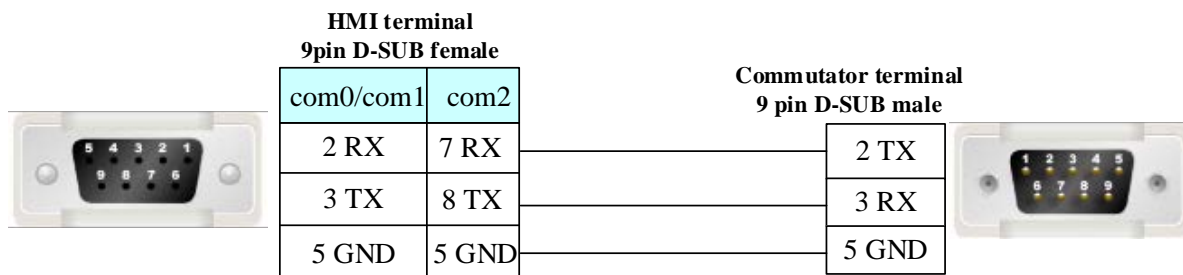 HMI terminal
9pin D-SUB female
com0/com1 com2
2 RX 7 RX
3 TX 8 TX
5 GND 5 GND
Commutator terminal
9 pin D-SUB male
2 TX
3 RX
5 GND
5 4 3 2 1
9 8 7 6
1 2 3 4 5
6 7 8 9